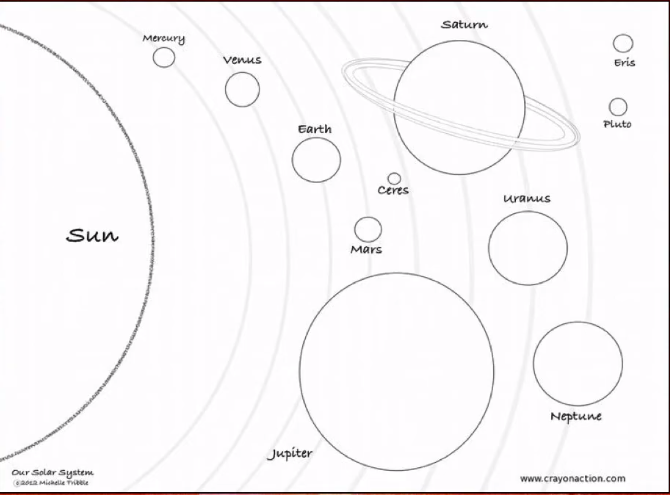 Saturn
Mercury
Venus
Eris
Pluto
Earth
Ceres
Uranus
Sun
Mars
Neptune
Jupiter
Our Solar System
©2012 Michelle Tribble
www.crayonaction.com